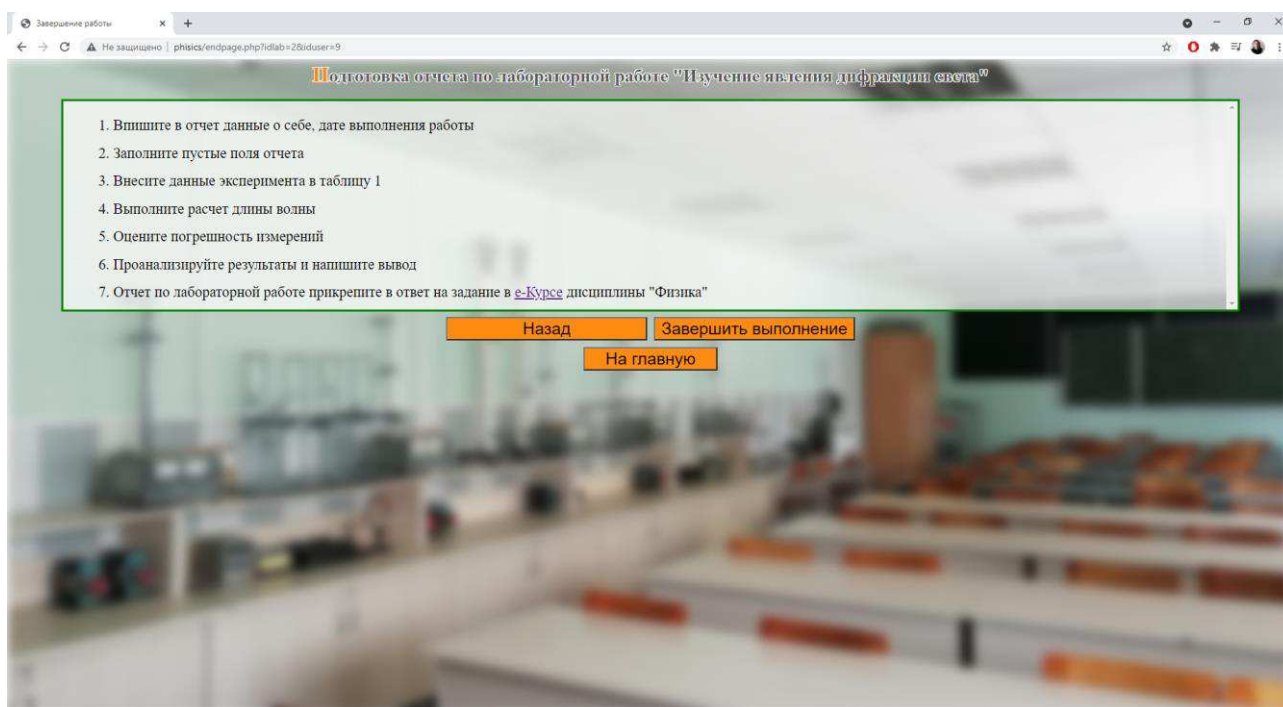 Завершение работы
Не защищено | phisics/endpage.php?idlab=2&iduser=9
Подготовка отчета по лабораторной работе "Изучение явления дифракции света"
1. Впишите в отчет данные о себе, дате выполнения работы
2. Заполните пустые поля отчета
3. Внесите данные эксперимента в таблицу 1
4. Выполните расчет длины волны
5. Оцените погрешность измерений
6. Проанализируйте результаты и напишите вывод
7. Отчет по лабораторной работе прикрепите в ответ на задание в е-Курсе дисциплины "Физика"
Назад Завершить выполнение
На главную